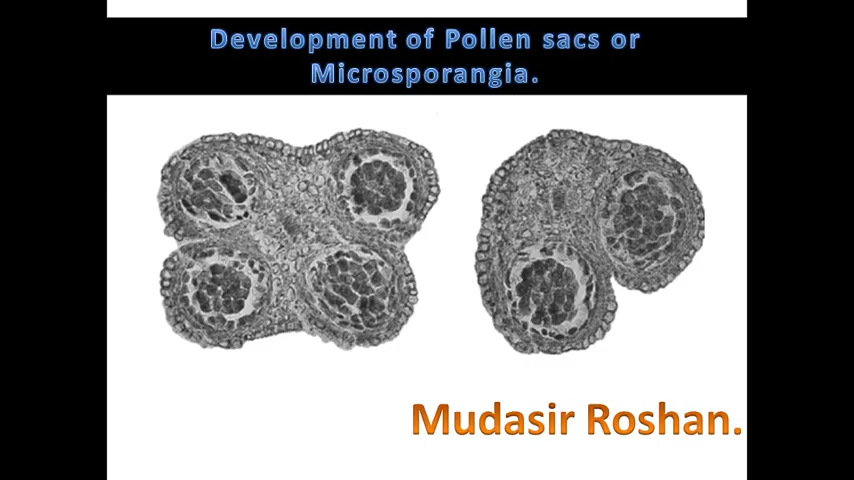 Development of Pollen sacs or
Microsporangia.
Mudasir Roshan.